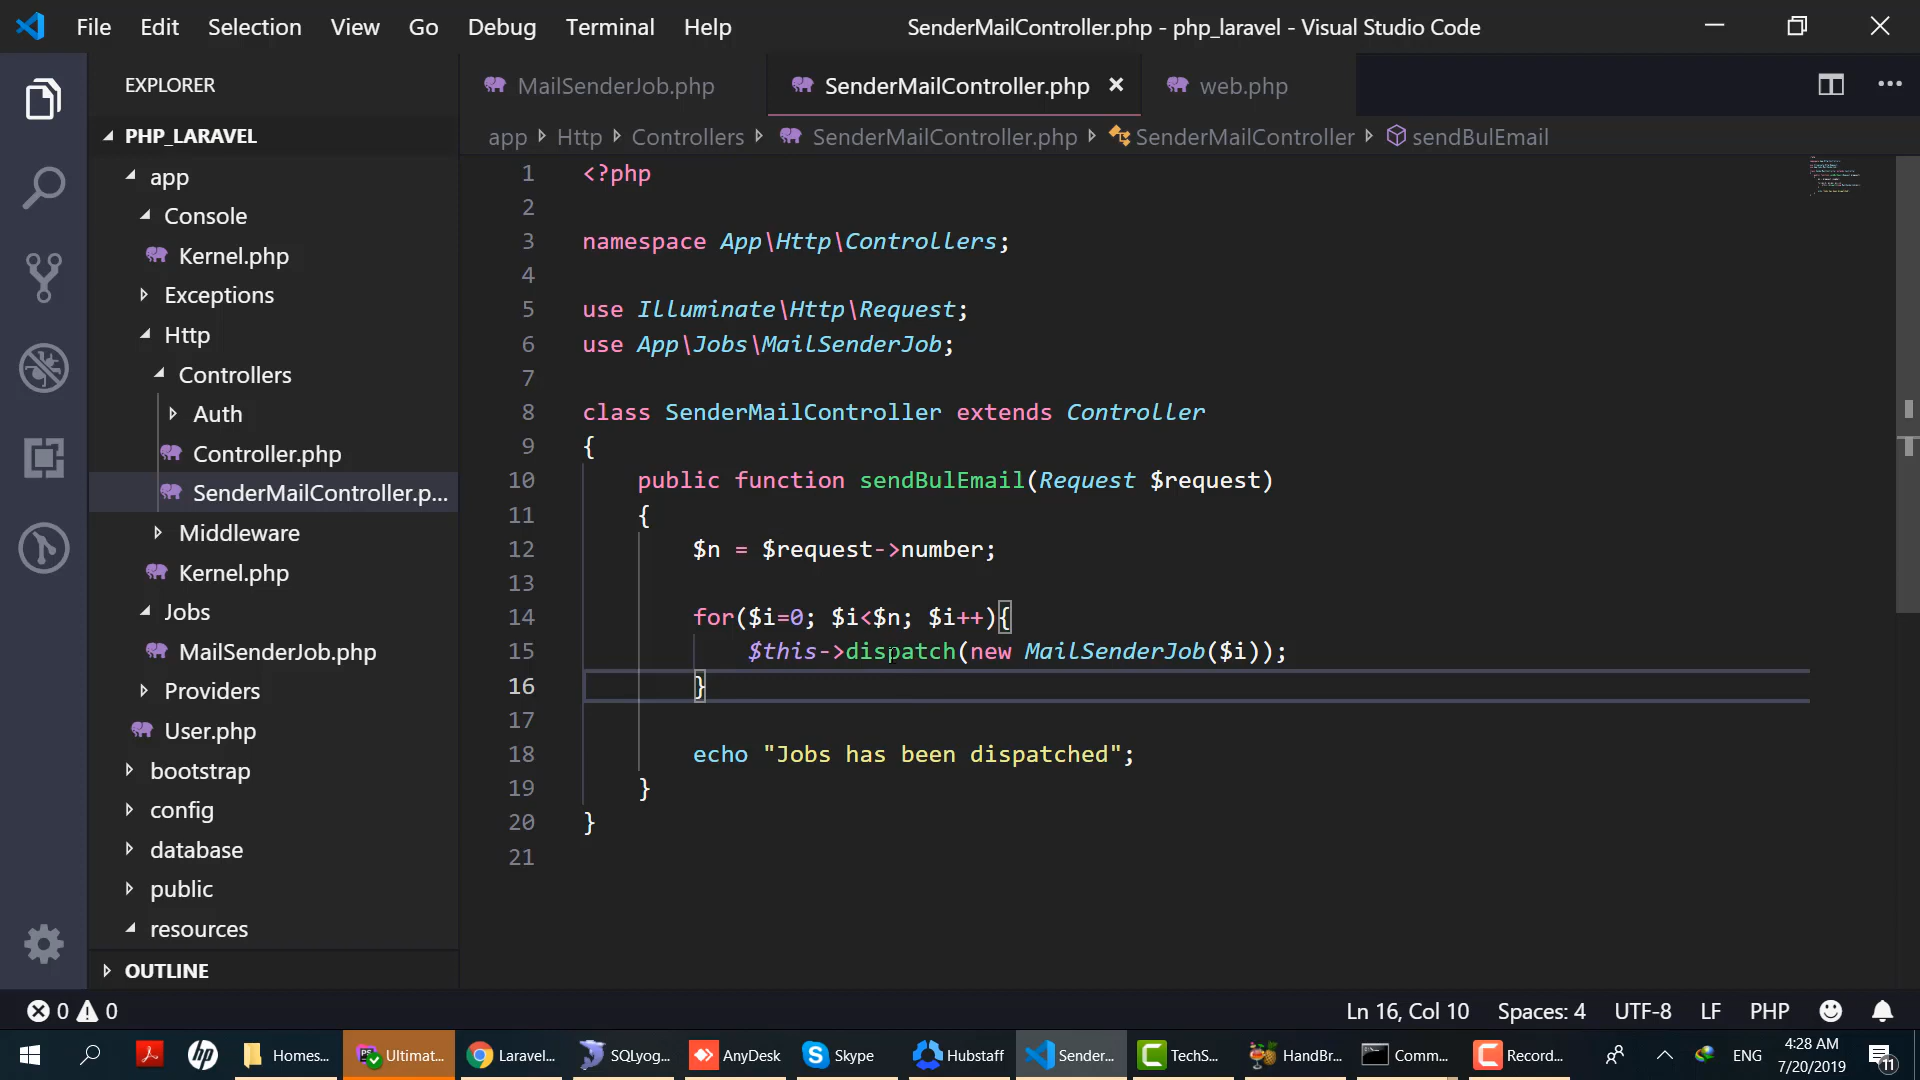 File Edit Selection View Go Debug Terminal Help SenderMailController.php - php_laravel - Visual Studio Code
EXPLORER
MailSenderJob.php SenderMailController.php web.php
PHP_LARAVEL
app Http Controllers SenderMailController.php SenderMailController sendBulEmail
app
Console
Kernel.php
Exceptions
Http
Controllers
Auth
Controller.php
SenderMailController.p...
Middleware
Kernel.php
Jobs
MailSenderJob.php
Providers
User.php
bootstrap
config
database
public
resources
OUTLINE
1 <?php
2
3 namespace App\Http\Controllers;
4
5 use Illuminate\Http\Request;
6 use App\Jobs\MailSenderJob;
7
8 class SenderMailController extends Controller
9 {
10 public function sendBulEmail(Request $request)
11 {
12 $n = $request->number;
13
14 for($i=0; $i<$n; $i++){
15 $this->dispatch(new MailSenderJob($i));
16 }
17
18 echo "Jobs has been dispatched";
19 }
20 }
21
0 0 Ln 16, Col 10 Spaces: 4 UTF-8 LF PHP
hp Homes... PS Ultimat... Laravel... SQLyog... AnyDesk S Skype Hubstaff Sender... C TechS... HandBr... Comm... C Record... ENG 4:28 AM
7/20/2019 11